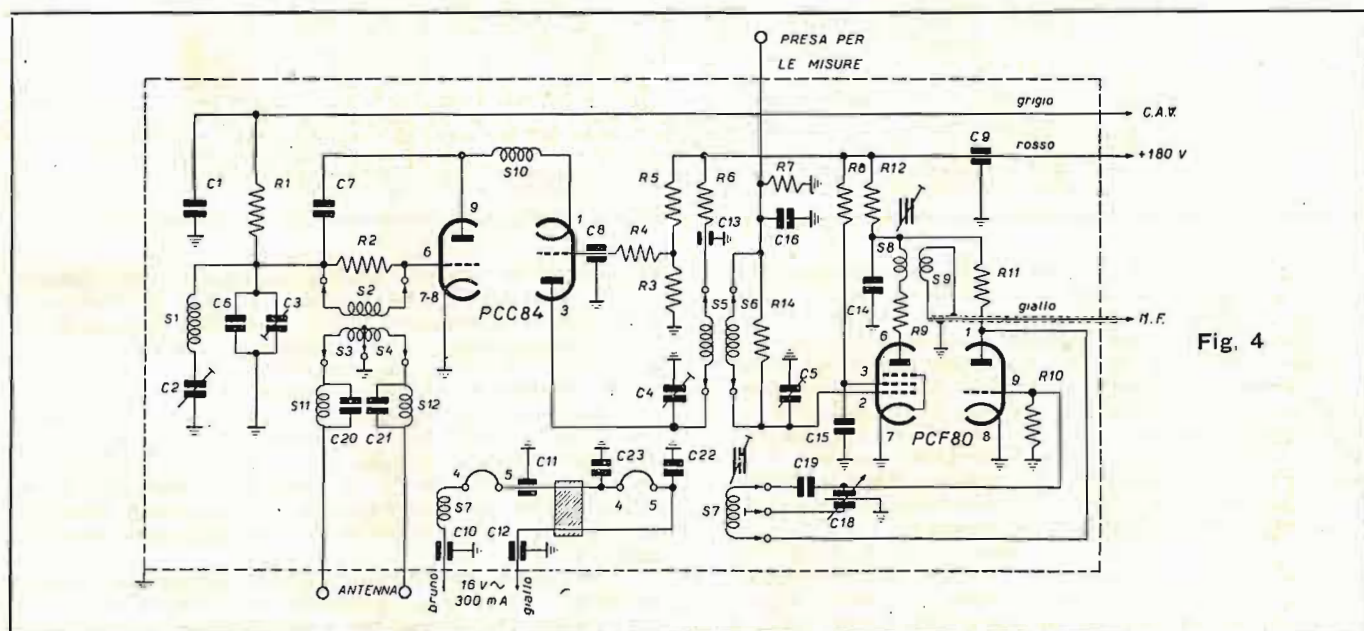 PRESA PER
LE MISURE
grigio
C.A.V.
C9
rosso
+180 V
C1
R1
C7
S10
R5
R6
R7
R8
R12
C13
C16
9
1
C8
R4
R2
6
S2
7-8
PCC84
3
R3
S5
S6
R14
S8
S9
R11
C14
giallo
M.F.
R9
6
1
Fig. 4
C6
C3
S1
S3
S4
C2
C4
C5
3
2
9
R10
C15
7
PCF80
8
S11
S12
C20
C21
C11
C23
C22
4
5
4
5
S7
C10
C12
S7
C19
C18
ANTENNA
bruno
16 V~
300 mA
giallo